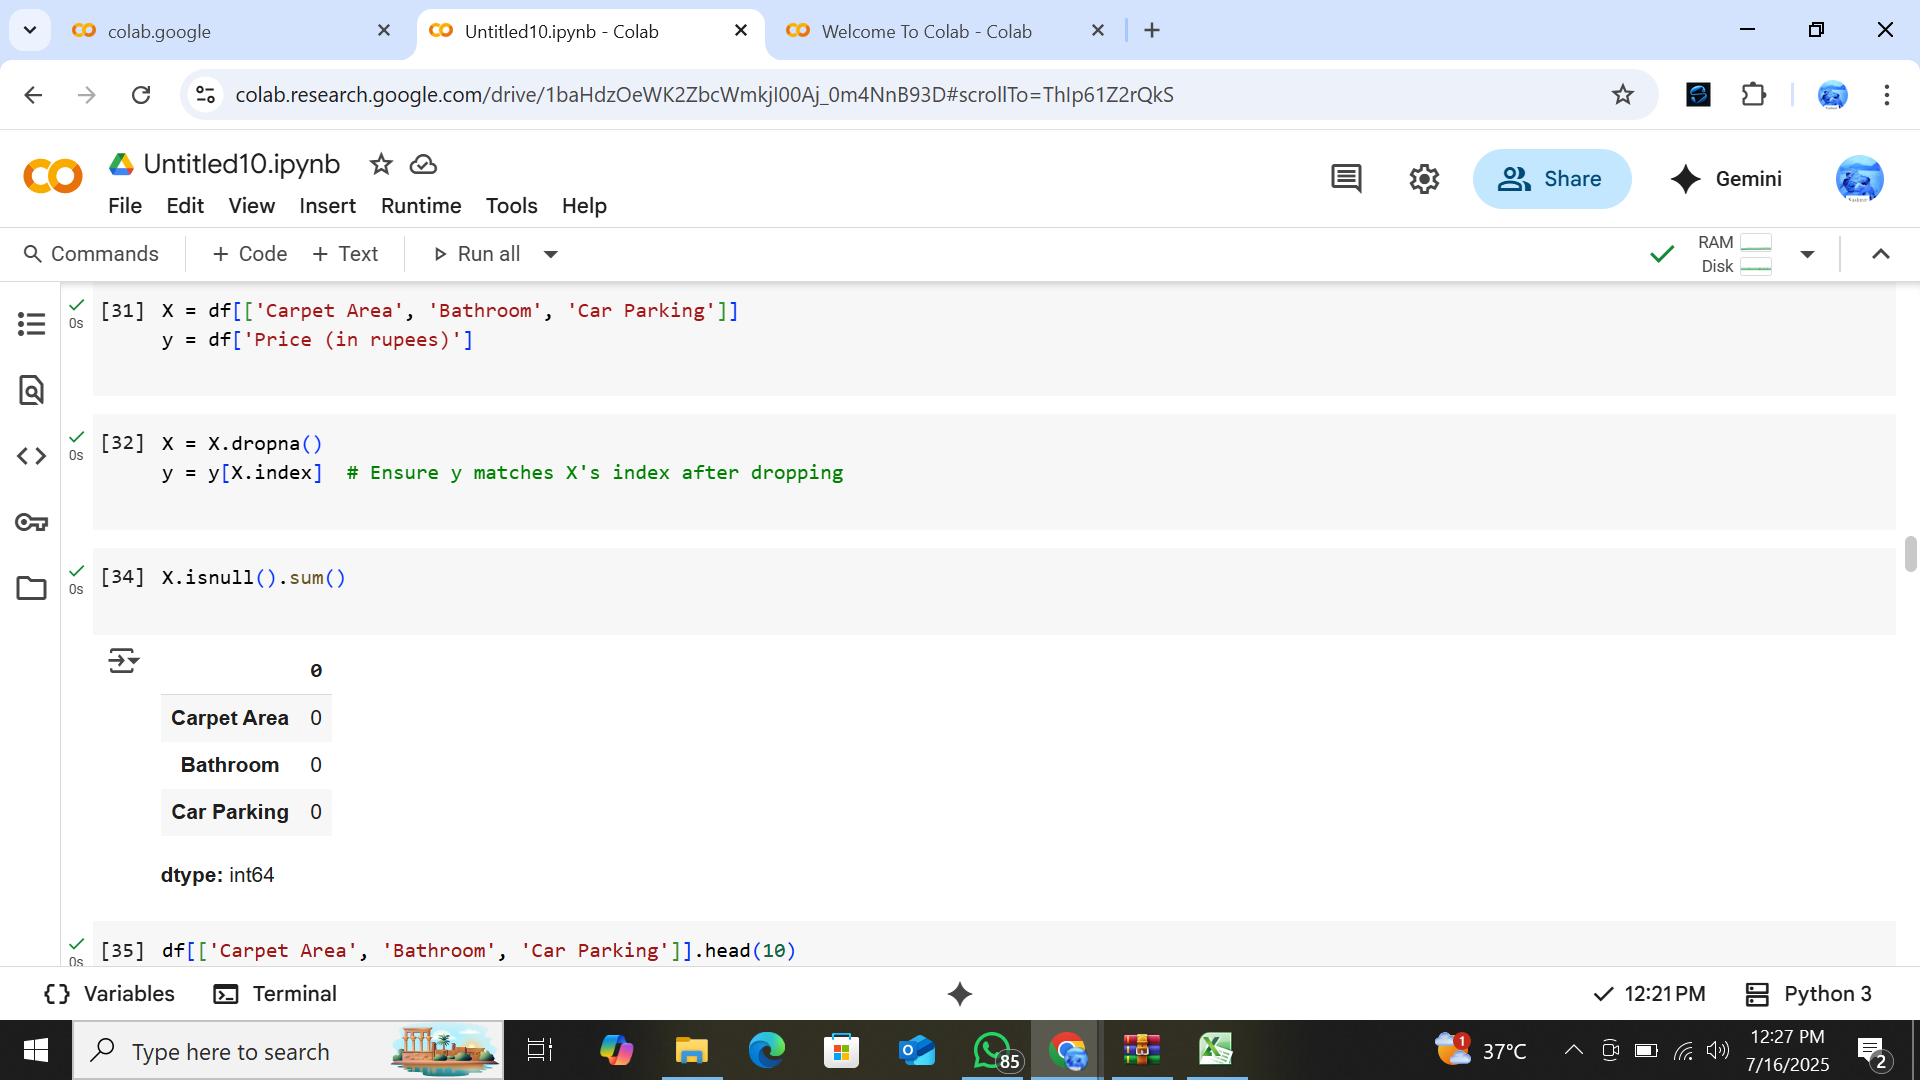 colab.google
Untitled10.ipynb - Colab
Welcome To Colab - Colab
colab.research.google.com/drive/1baHdzOeWK2ZbcWmkjI00Aj_0m4NnB93D#scrollTo=ThIp61Z2rQkS
Untitled10.ipynb
Share
Gemini
File Edit View Insert Runtime Tools Help
Commands + Code + Text Run all
RAM
Disk
0s
[31] X = df[['Carpet Area', 'Bathroom', 'Car Parking']]
y = df['Price (in rupees)']
0s
[32] X = X.dropna()
y = y[X.index]  # Ensure y matches X's index after dropping
0s
[34] X.isnull().sum()
0
Carpet Area 0
Bathroom 0
Car Parking 0
dtype: int64
0s
[35] df[['Carpet Area', 'Bathroom', 'Car Parking']].head(10)
Variables Terminal
12:21 PM Python 3
Type here to search
85
1
37°C
12:27 PM
7/16/2025
2